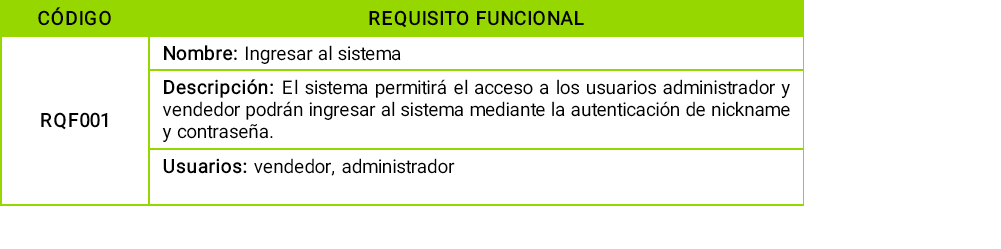 CÓDIGO REQUISITO FUNCIONAL
Nombre: Ingresar al sistema
Descripción: El sistema permitirá el acceso a los usuarios administrador y
vendedor podrán ingresar al sistema mediante la autenticación de nickname
y contraseña.
RQF001
Usuarios: vendedor, administrador